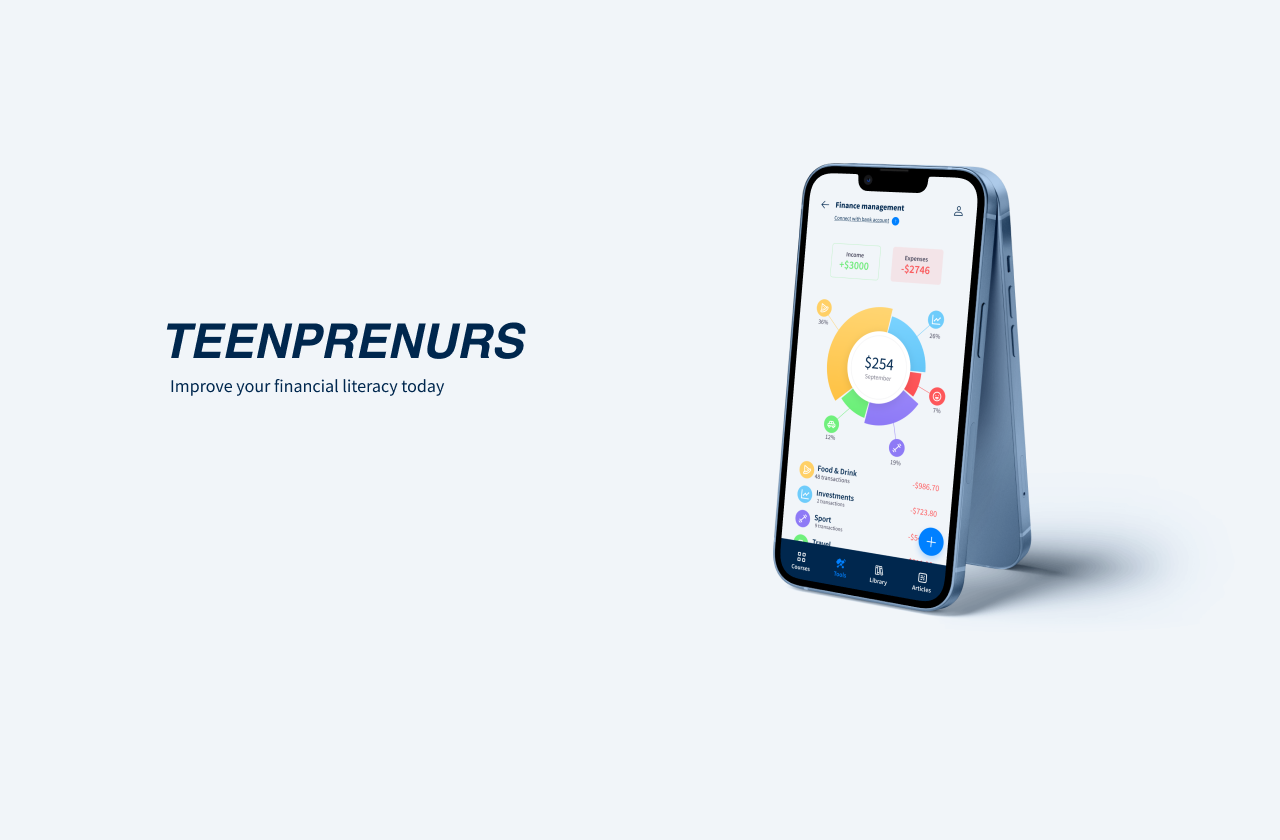 TEENPRENURS
Improve your financial literacy today
Finance management
Connect with bank account
Income
+$3000
Expenses
-$2746
36%
26%
$254
September
7%
12%
19%
Food & Drink
48 transactions
-$986.70
Investments
2 transactions
-$723.80
Sport
9 transactions
Travel
Courses
Tools
Library
Articles